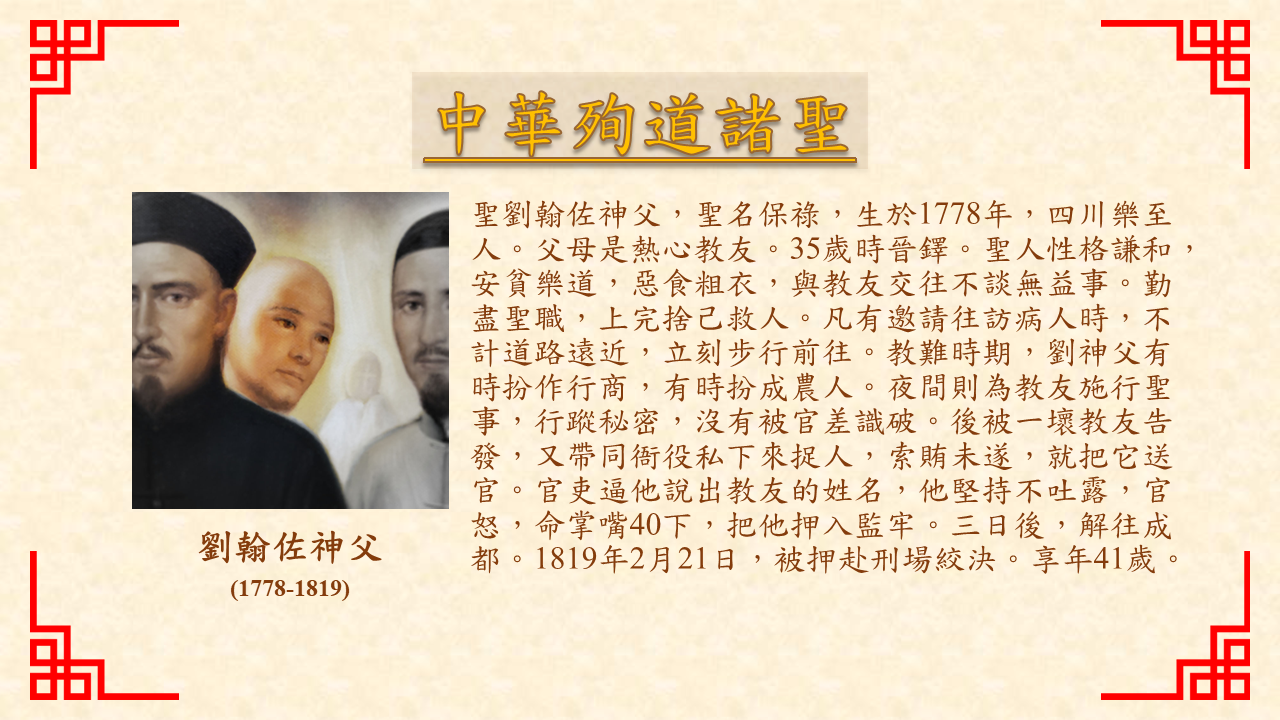 中華殉道諸聖
聖劉翰佐神父，聖名保祿，生於1778年，四川樂至
人。父母是熱心教友。35歲時晉鐸。聖人性格謙和，
安貧樂道，惡食粗衣，與教友交往不談無益事。勤
盡聖職，上完捨己救人。凡有邀請往訪病人時，不
計道路遠近，立刻步行前往。教難時期，劉神父有
時扮作行商，有時扮成農人。夜間則為教友施行聖
事，行蹤秘密，沒有被官差識破。後被一壞教友告
發，又帶同衙役私下來捉人，索賄未遂，就把它送
官。官吏逼他說出教友的姓名，他堅持不吐露，官
怒，命掌嘴40下，把他押入監牢。三日後，解往成
都。1819年2月21日，被押赴刑場絞決。享年41歲。
劉翰佐神父
(1778-1819)